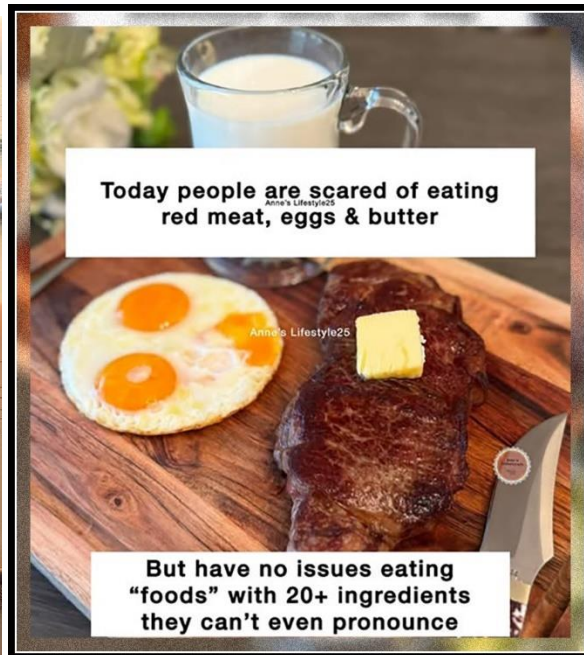 Today people are scared of eating
Anne's Lifestyle25
red meat, eggs & butter
Anne's Lifestyle25
But have no issues eating
“foods” with 20+ ingredients
they can’t even pronounce